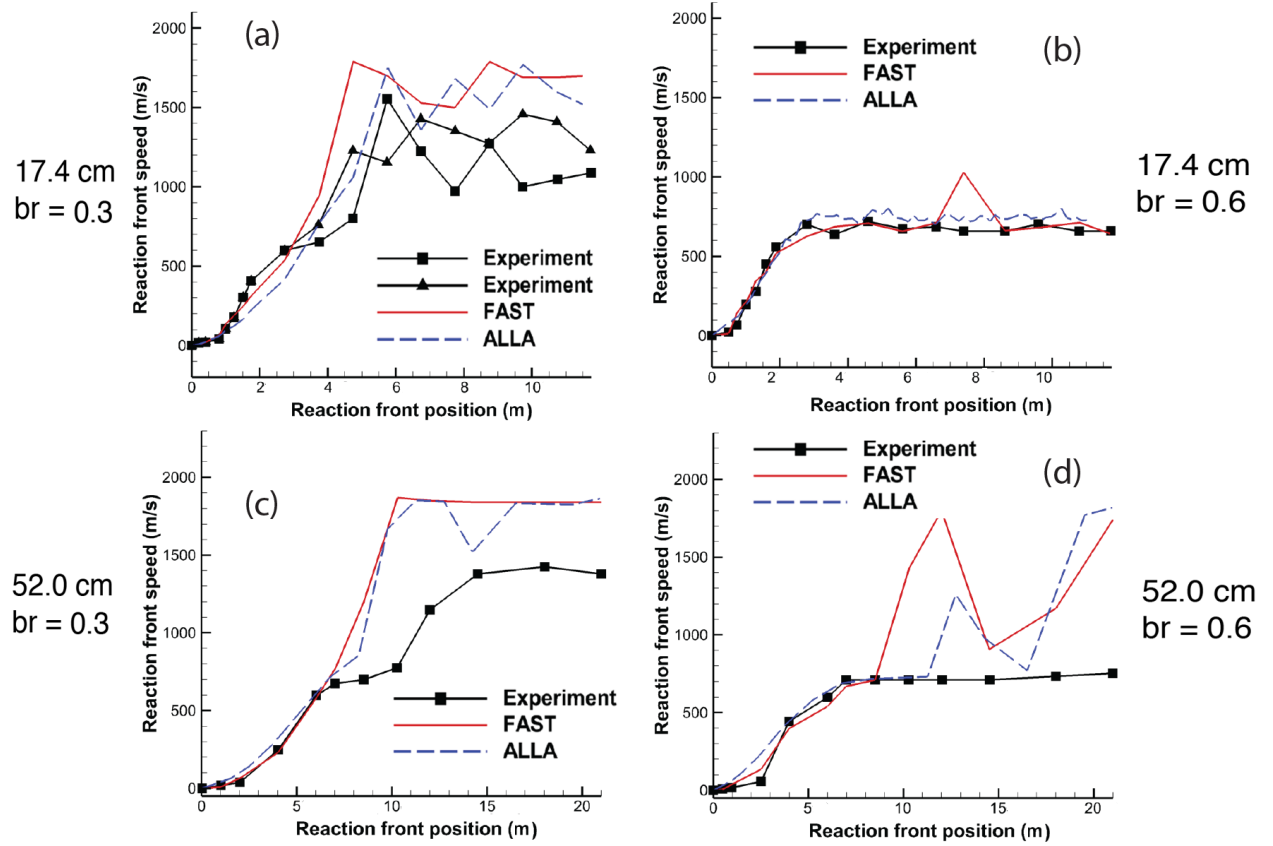 17.4 cm
br = 0.3
(a)
Reaction front speed (m/s)
2000
1500
1000
500
0
Experiment
Experiment
FAST
ALLA
0 2 4 6 8 10
Reaction front position (m)
(b)
Reaction front speed (m/s)
2000
1500
1000
500
0
Experiment
FAST
ALLA
0 2 4 6 8 10
Reaction front position (m)
17.4 cm
br = 0.6
52.0 cm
br = 0.3
(c)
Reaction front speed (m/s)
2000
1500
1000
500
0
Experiment
FAST
ALLA
0 5 10 15 20
Reaction front position (m)
(d)
Reaction front speed (m/s)
2000
1500
1000
500
0
Experiment
FAST
ALLA
0 5 10 15 20
Reaction front position (m)
52.0 cm
br = 0.6